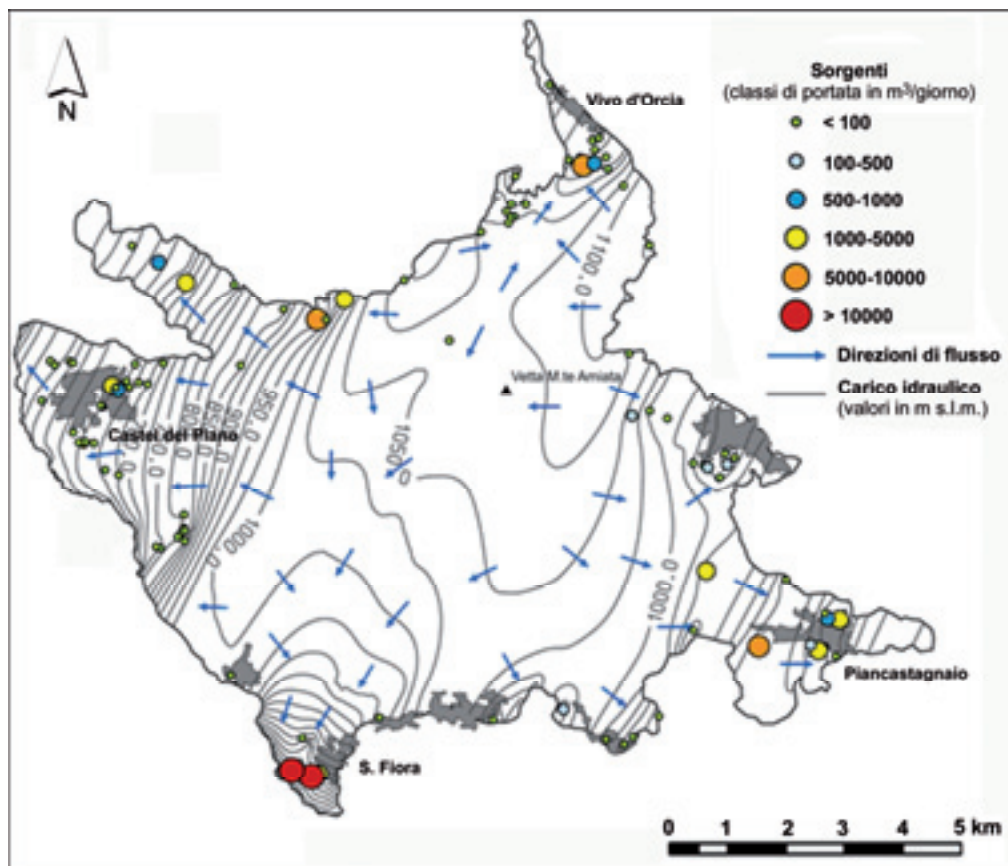 N
Vivo d'Orcia
Sorgenti
(classi di portata in m³/giorno)
< 100
100-500
500-1000
1000-5000
5000-10000
> 10000
Direzioni di flusso
Carico idraulico
(valori in m s.l.m.)
1100.0
Vetta M.te Amiata
950.0
1050.0
Castel del Piano
1000.0
1000.0
Piancastagnaio
S. Fiora
0 1 2 3 4 5 km